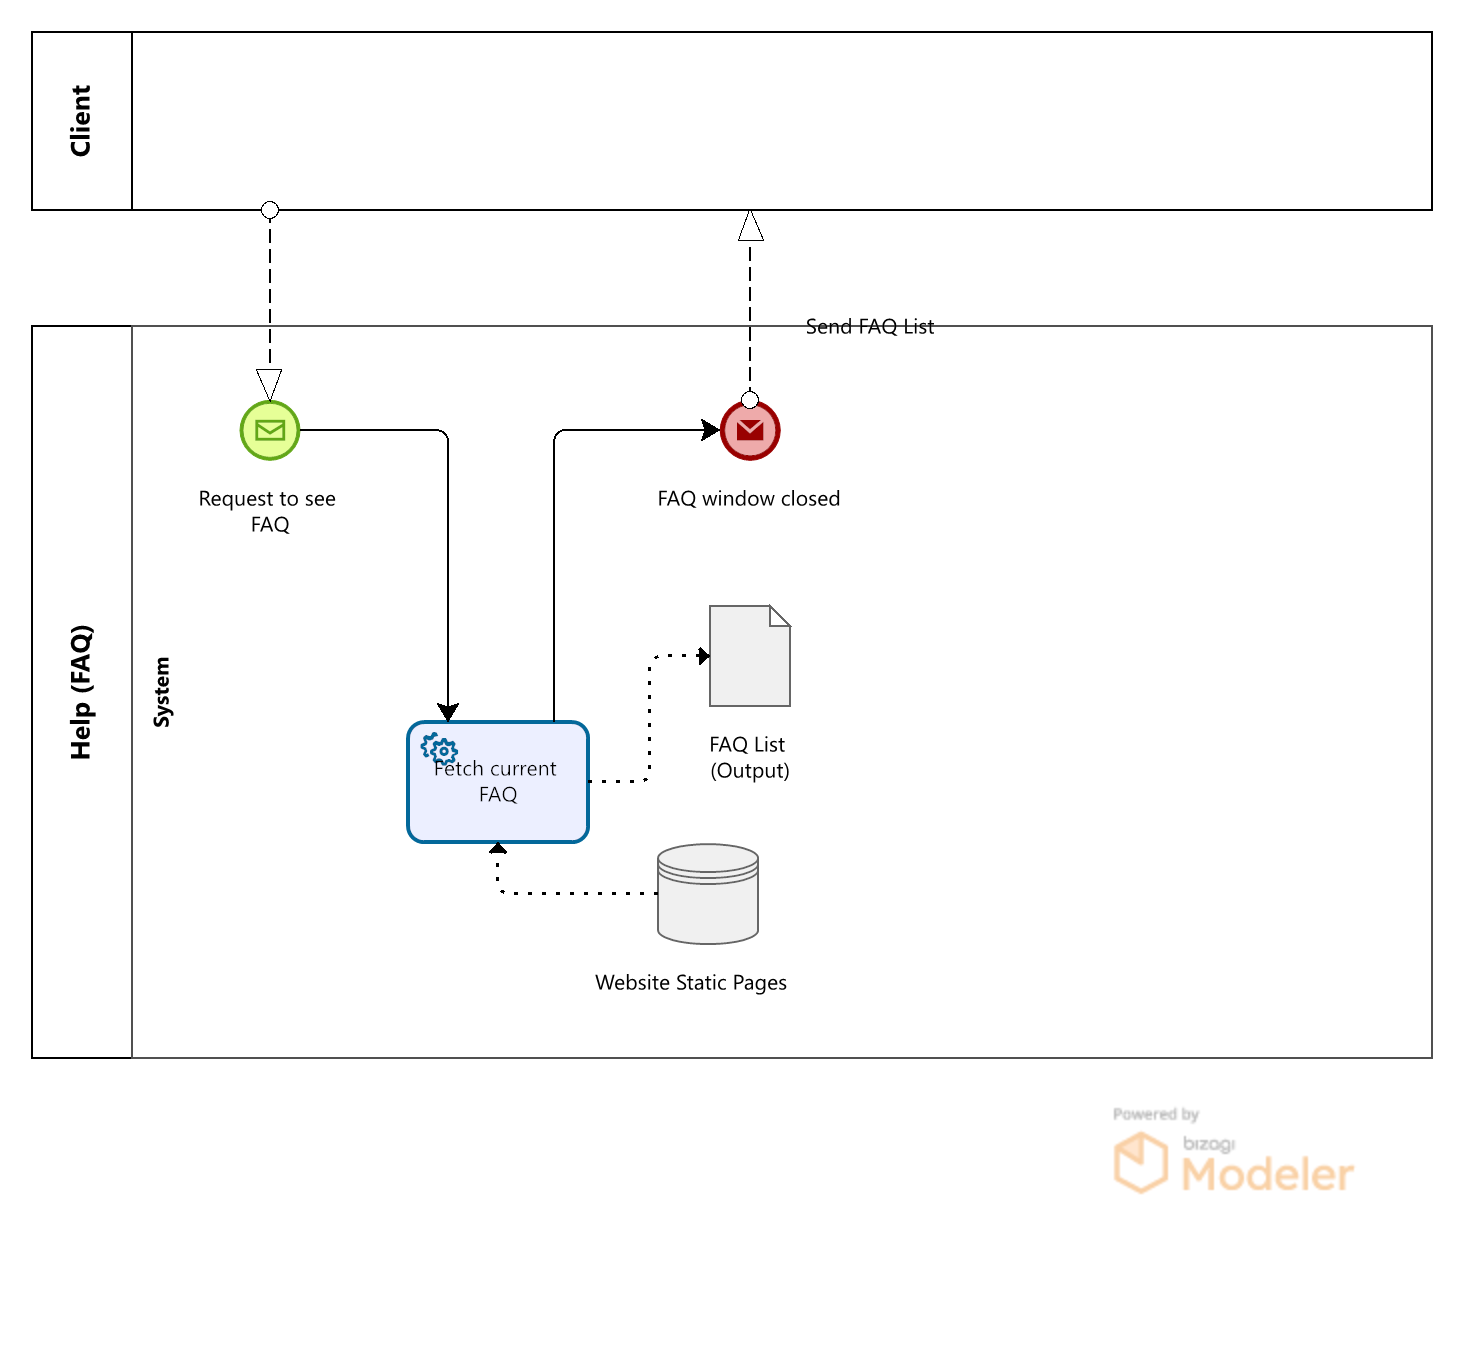 Client
Send FAQ List
Request to see
FAQ
FAQ window closed
Help (FAQ)
System
FAQ List
(Output)
Fetch current
FAQ
Website Static Pages
Powered by
bizagi
Modeler